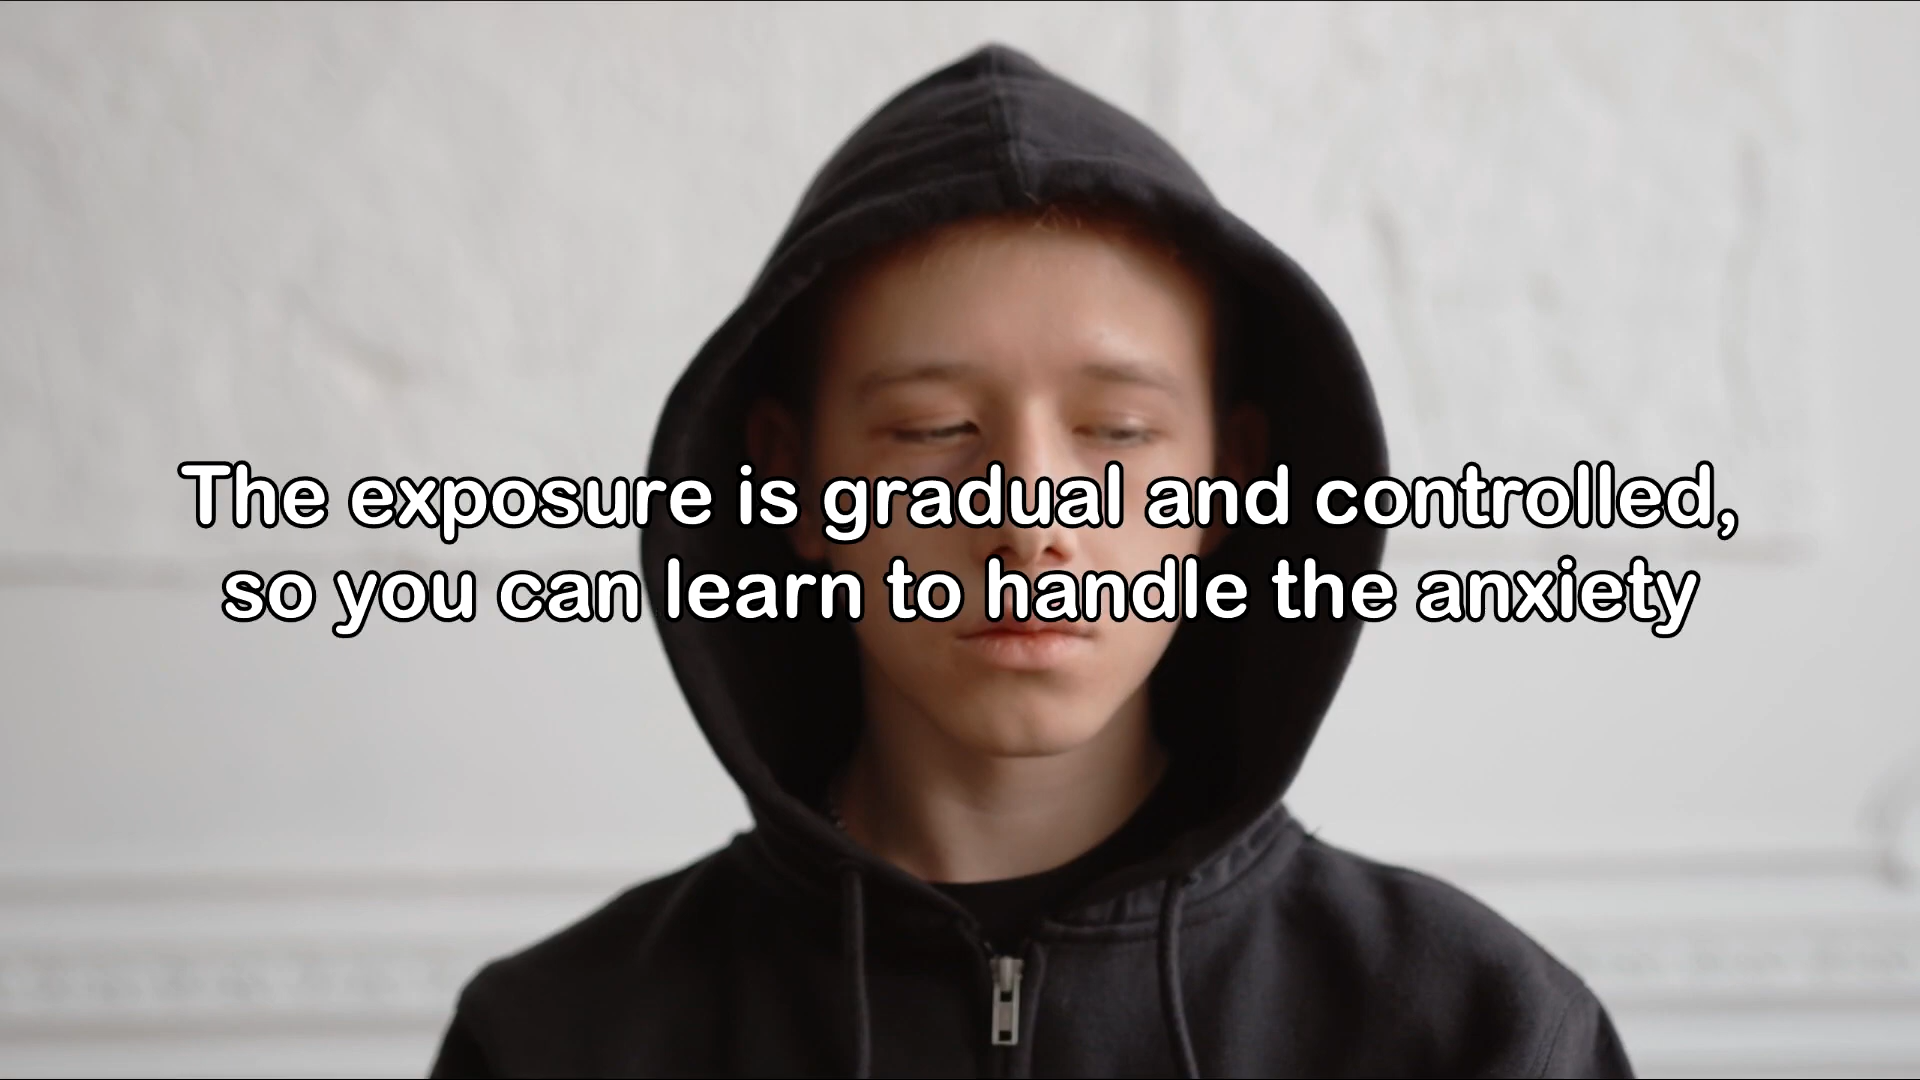 The exposure is gradual and controlled,
so you can learn to handle the anxiety